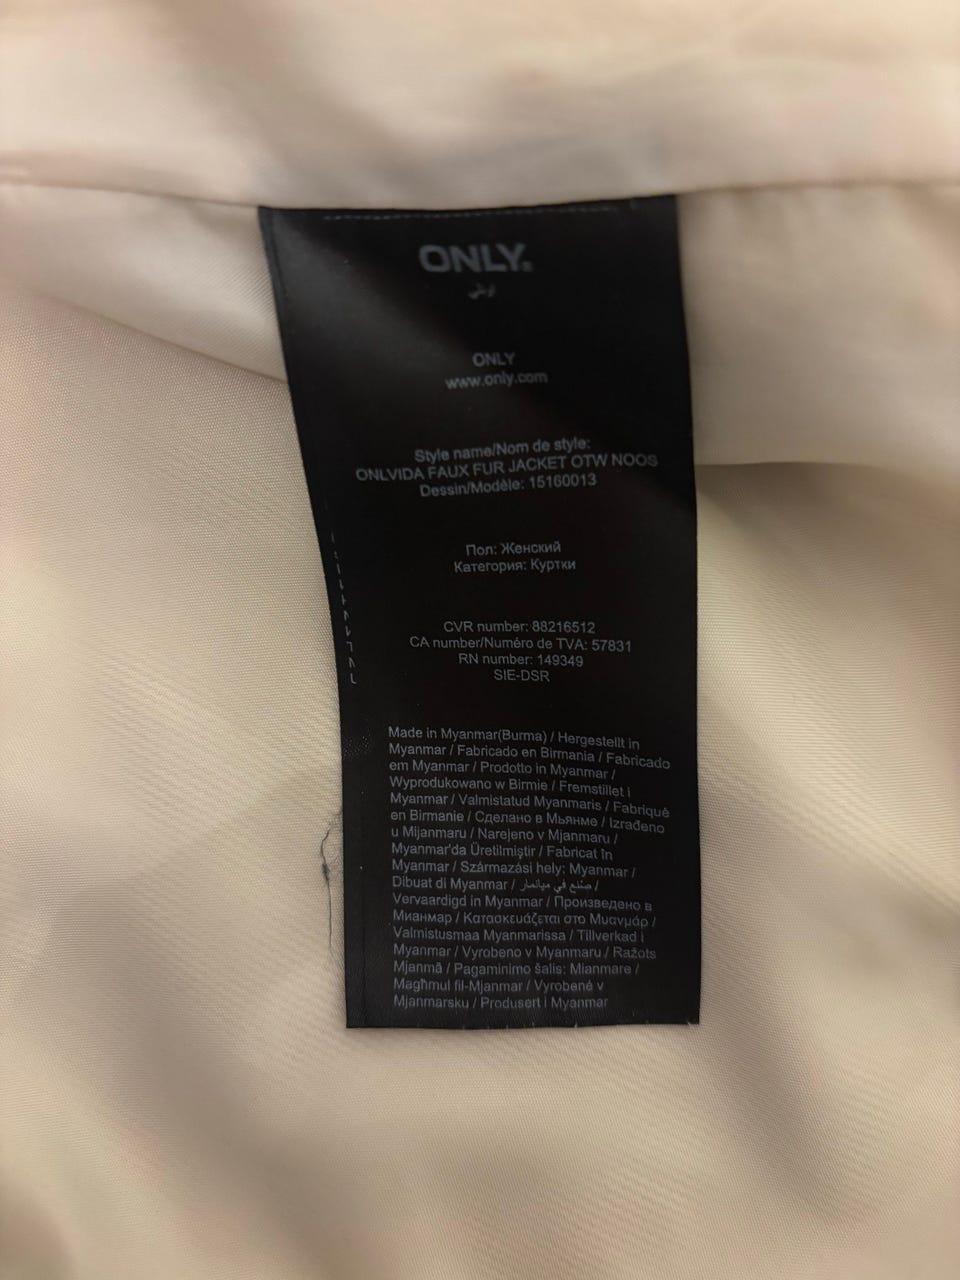 ONLY.
اونلي
ONLY
www.only.com
Style name/Nom de style:
ONLVIDA FAUX FUR JACKET OTW NOOS
Dessin/Modèle: 15160013
Пол: Женский
Категория: Куртки
CVR number: 88216512
CA number/Numéro de TVA: 57831
RN number: 149349
SIE-DSR
Made in Myanmar(Burma) / Hergestellt in
Myanmar / Fabricado en Birmania / Fabricado
em Myanmar / Prodotto in Myanmar /
Wyprodukowano w Birmie / Fremstillet i
Myanmar / Valmistatud Myanmaris / Fabriqué
en Birmanie / Сделано в Мьянме / Izrađeno
u Mijanmaru / Narejeno v Mjanmaru /
Myanmar'da Üretilmiştir / Fabricat în
Myanmar / Származási hely: Myanmar /
Dibuat di Myanmar / صنع في ميانمار /
Vervaardigd in Myanmar / Произведено в
Мианмар / Κατασκευάζεται στο Μυανμάρ /
Valmistusmaa Myanmarissa / Tillverkad i
Myanmar / Vyrobeno v Myanmaru / Ražots
Mjanmā / Pagaminimo šalis: Mianmare /
Magħmul fil-Mjanmar / Vyrobené v
Mjanmarsku / Produsert i Myanmar